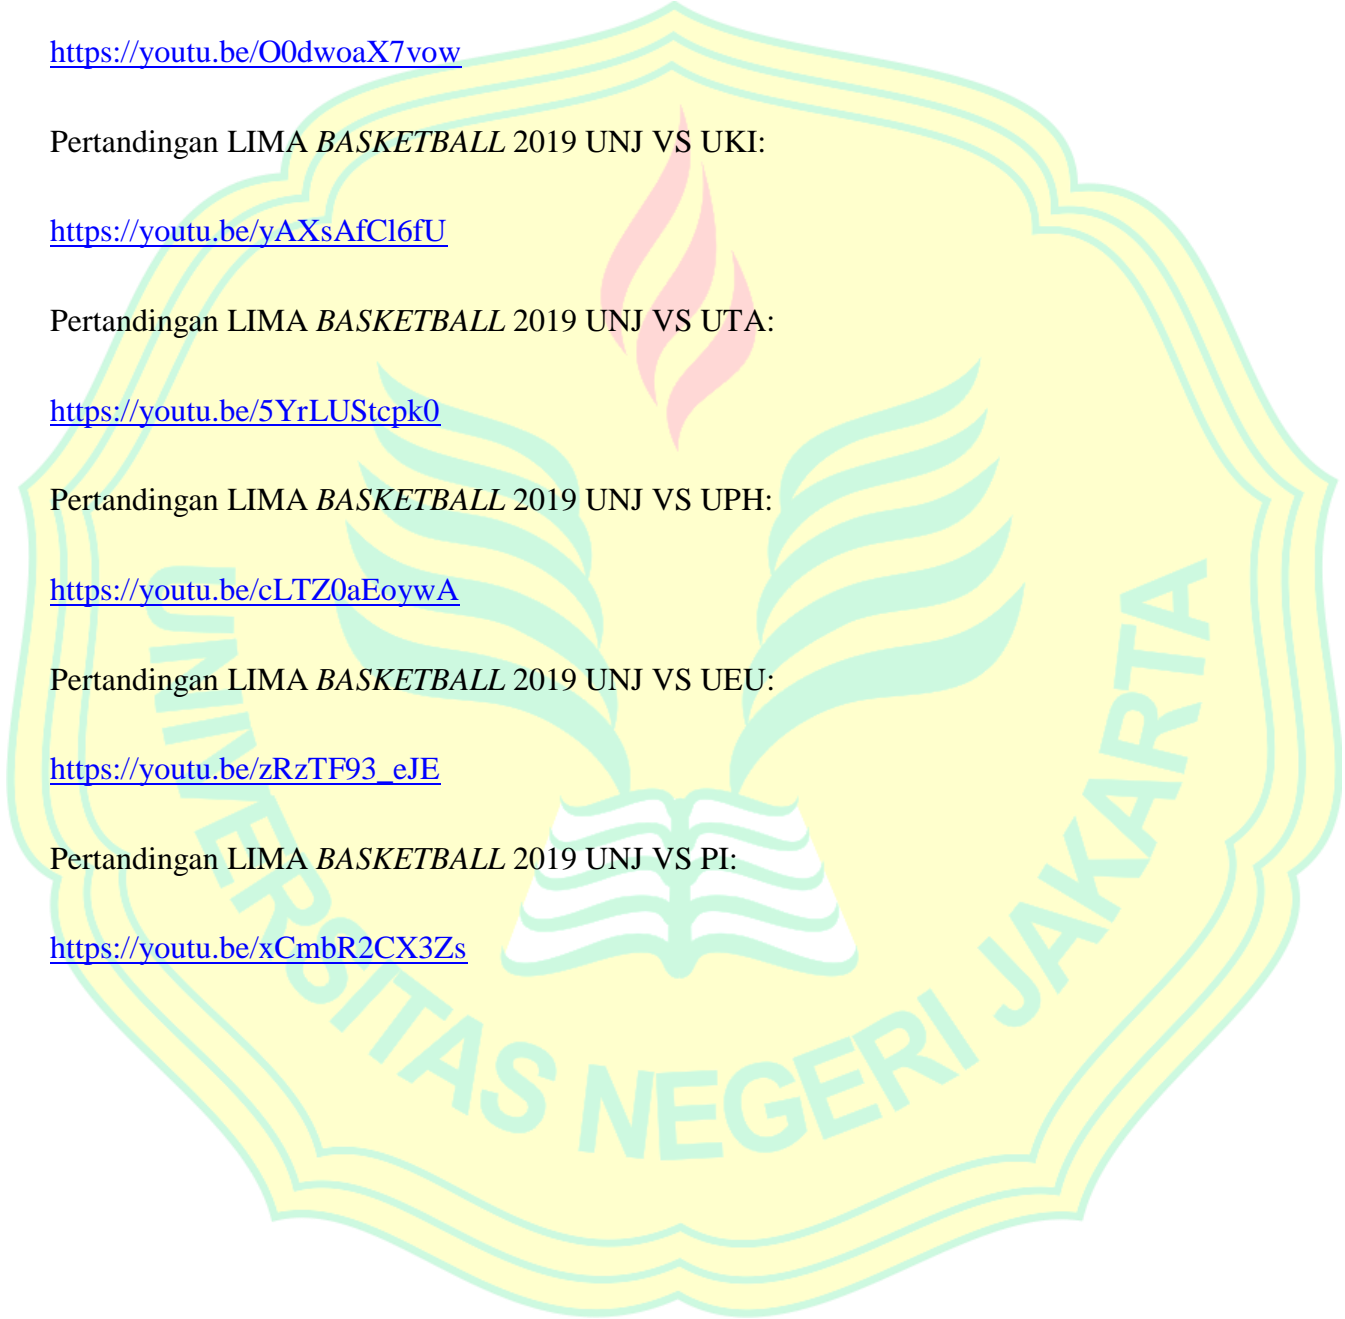 https://youtu.be/O0dwoaX7vow
Pertandingan LIMA BASKETBALL 2019 UNJ VS UKI:
https://youtu.be/yAXsAfCl6fU
Pertandingan LIMA BASKETBALL 2019 UNJ VS UTA:
https://youtu.be/5YrLUStcpk0
Pertandingan LIMA BASKETBALL 2019 UNJ VS UPH:
https://youtu.be/cLTZ0aEoywA
Pertandingan LIMA BASKETBALL 2019 UNJ VS UEU:
https://youtu.be/zRzTF93_eJE
Pertandingan LIMA BASKETBALL 2019 UNJ VS PI:
https://youtu.be/xCmbR2CX3Zs
UNIVERSITAS NEGERI JAKARTA